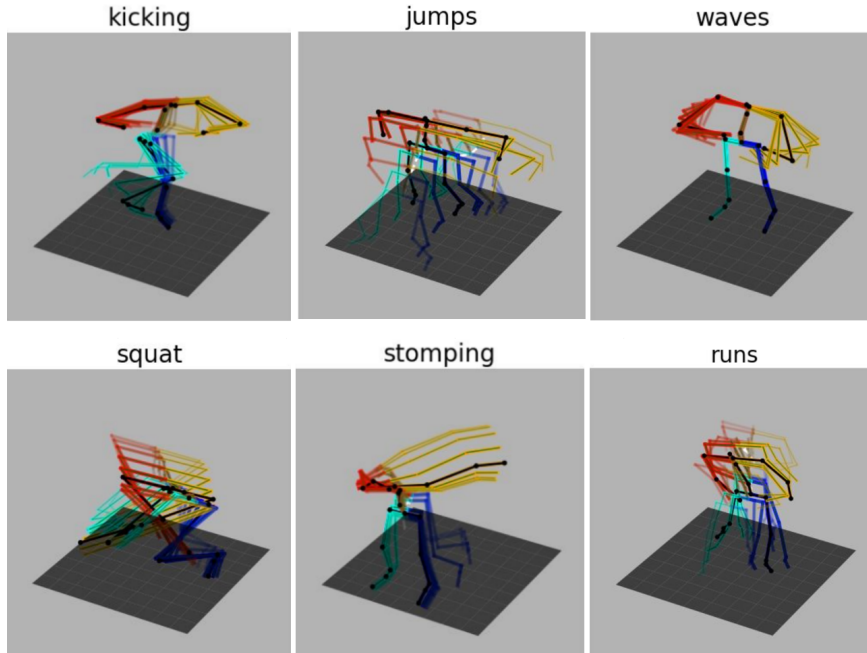 kicking
jumps
waves
squat
stomping
runs